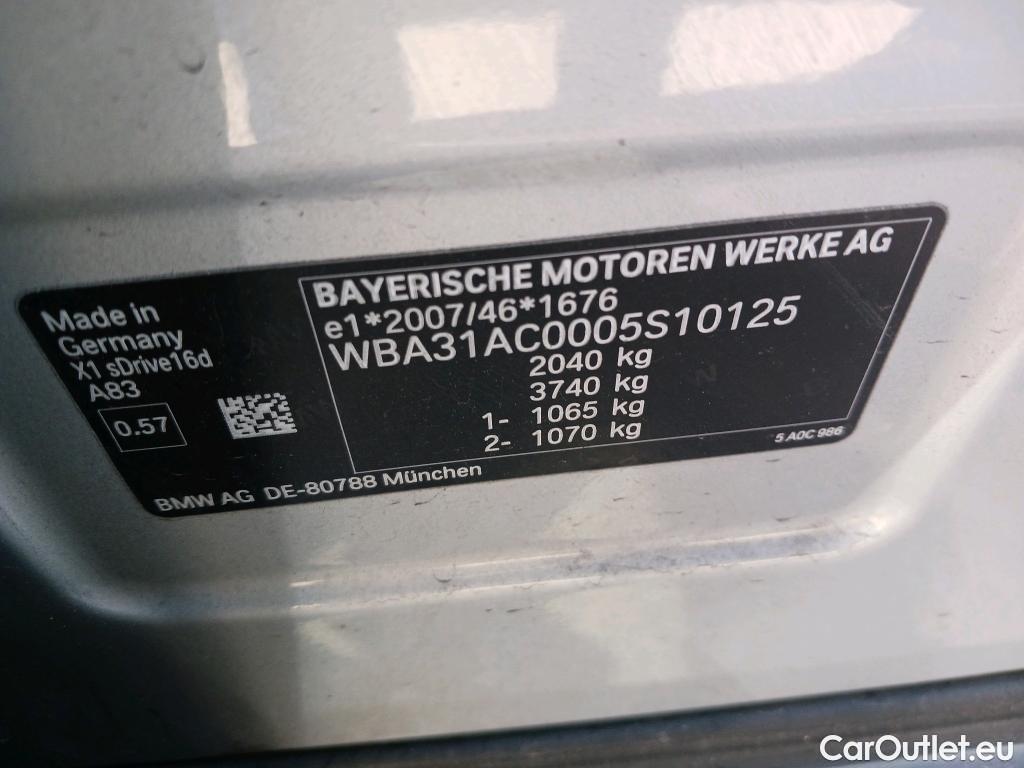 Made in
Germany
X1 sDrive16d
A83
0.57
BAYERISCHE MOTOREN WERKE AG
e1*2007/46*1676
WBA31AC0005S10125
2040 kg
3740 kg
1- 1065 kg
2- 1070 kg
5 A0C 986
BMW AG DE-80788 München
CarOutlet.eu